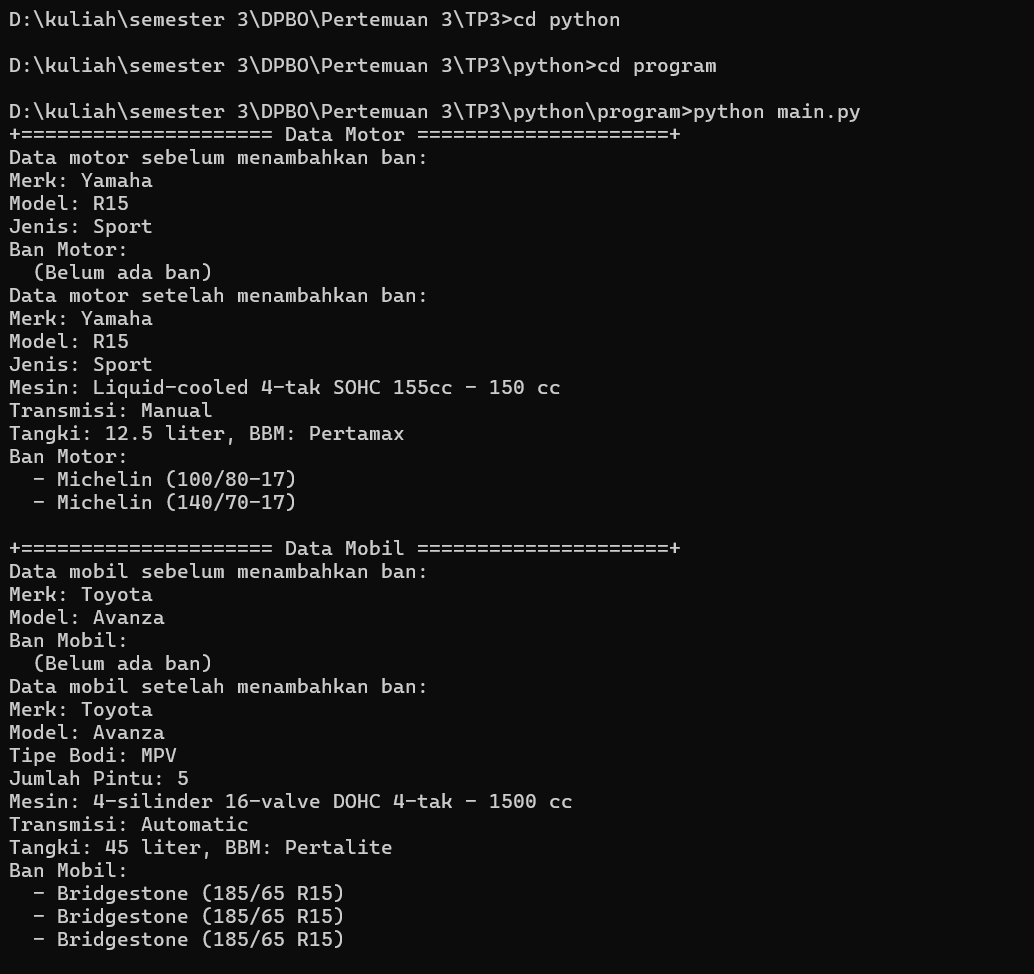 D:\kuliah\semester 3\DPBO\Pertemuan 3\TP3>cd python
D:\kuliah\semester 3\DPBO\Pertemuan 3\TP3\python>cd program
D:\kuliah\semester 3\DPBO\Pertemuan 3\TP3\python\program>python main.py
+===================== Data Motor =====================+
Data motor sebelum menambahkan ban:
Merk: Yamaha
Model: R15
Jenis: Sport
Ban Motor:
  (Belum ada ban)
Data motor setelah menambahkan ban:
Merk: Yamaha
Model: R15
Jenis: Sport
Mesin: Liquid-cooled 4-tak SOHC 155cc - 150 cc
Transmisi: Manual
Tangki: 12.5 liter, BBM: Pertamax
Ban Motor:
  - Michelin (100/80-17)
  - Michelin (140/70-17)
+===================== Data Mobil =====================+
Data mobil sebelum menambahkan ban:
Merk: Toyota
Model: Avanza
Ban Mobil:
  (Belum ada ban)
Data mobil setelah menambahkan ban:
Merk: Toyota
Model: Avanza
Tipe Bodi: MPV
Jumlah Pintu: 5
Mesin: 4-silinder 16-valve DOHC 4-tak - 1500 cc
Transmisi: Automatic
Tangki: 45 liter, BBM: Pertalite
Ban Mobil:
  - Bridgestone (185/65 R15)
  - Bridgestone (185/65 R15)
  - Bridgestone (185/65 R15)